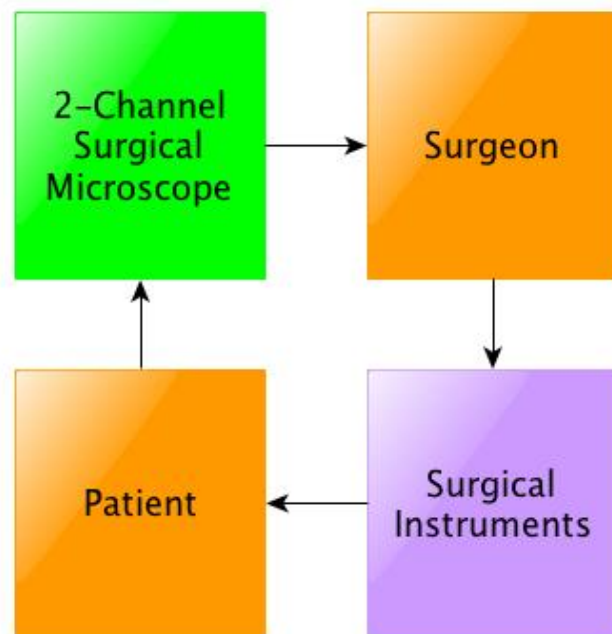 2-Channel
Surgical
Microscope
Surgeon
Patient
Surgical
Instruments